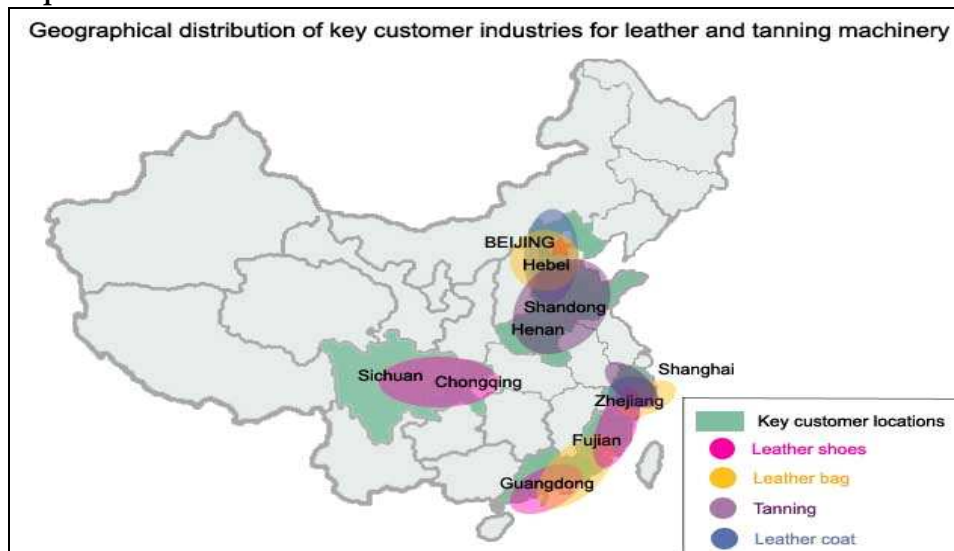 Geographical distribution of key customer industries for leather and tanning machinery
BEIJING
Hebei
Shandong
Henan
Sichuan
Chongqing
Shanghai
Zhejiang
Fujian
Guangdong
Key customer locations
Leather shoes
Leather bag
Tanning
Leather coat